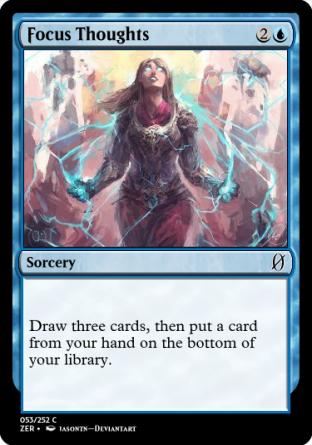 Focus Thoughts 2
Sorcery
Draw three cards, then put a card
from your hand on the bottom of
your library.
053/252 C
ZER • IASONTN—DEVIANTART